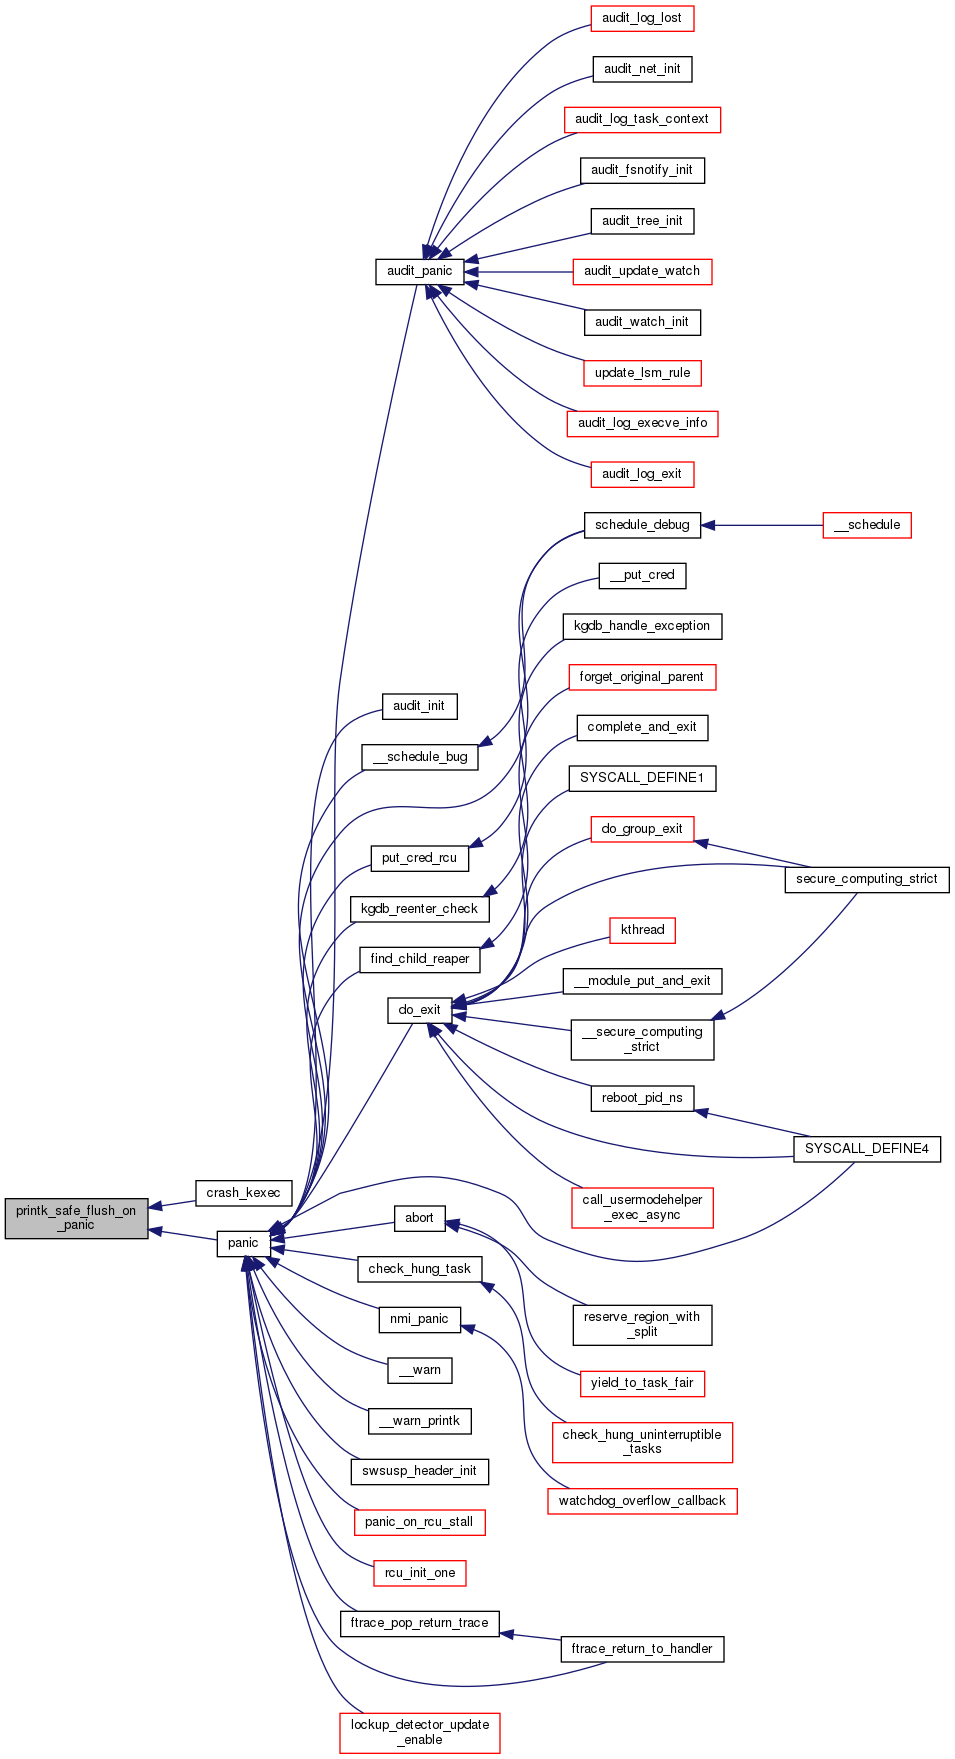 audit_log_lost
audit_net_init
audit_log_task_context
audit_fsnotify_init
audit_tree_init
audit_panic
audit_update_watch
audit_watch_init
update_lsm_rule
audit_log_execve_info
audit_log_exit
schedule_debug
__schedule
__put_cred
kgdb_handle_exception
forget_original_parent
audit_init
complete_and_exit
__schedule_bug
SYSCALL_DEFINE1
do_group_exit
put_cred_rcu
secure_computing_strict
kgdb_reenter_check
kthread
find_child_reaper
__module_put_and_exit
do_exit
__secure_computing
_strict
reboot_pid_ns
SYSCALL_DEFINE4
crash_kexec
call_usermodehelper
_exec_async
printk_safe_flush_on
_panic
abort
panic
check_hung_task
nmi_panic
reserve_region_with
_split
__warn
yield_to_task_fair
__warn_printk
check_hung_uninterruptible
_tasks
swsusp_header_init
watchdog_overflow_callback
panic_on_rcu_stall
rcu_init_one
ftrace_pop_return_trace
ftrace_return_to_handler
lockup_detector_update
_enable